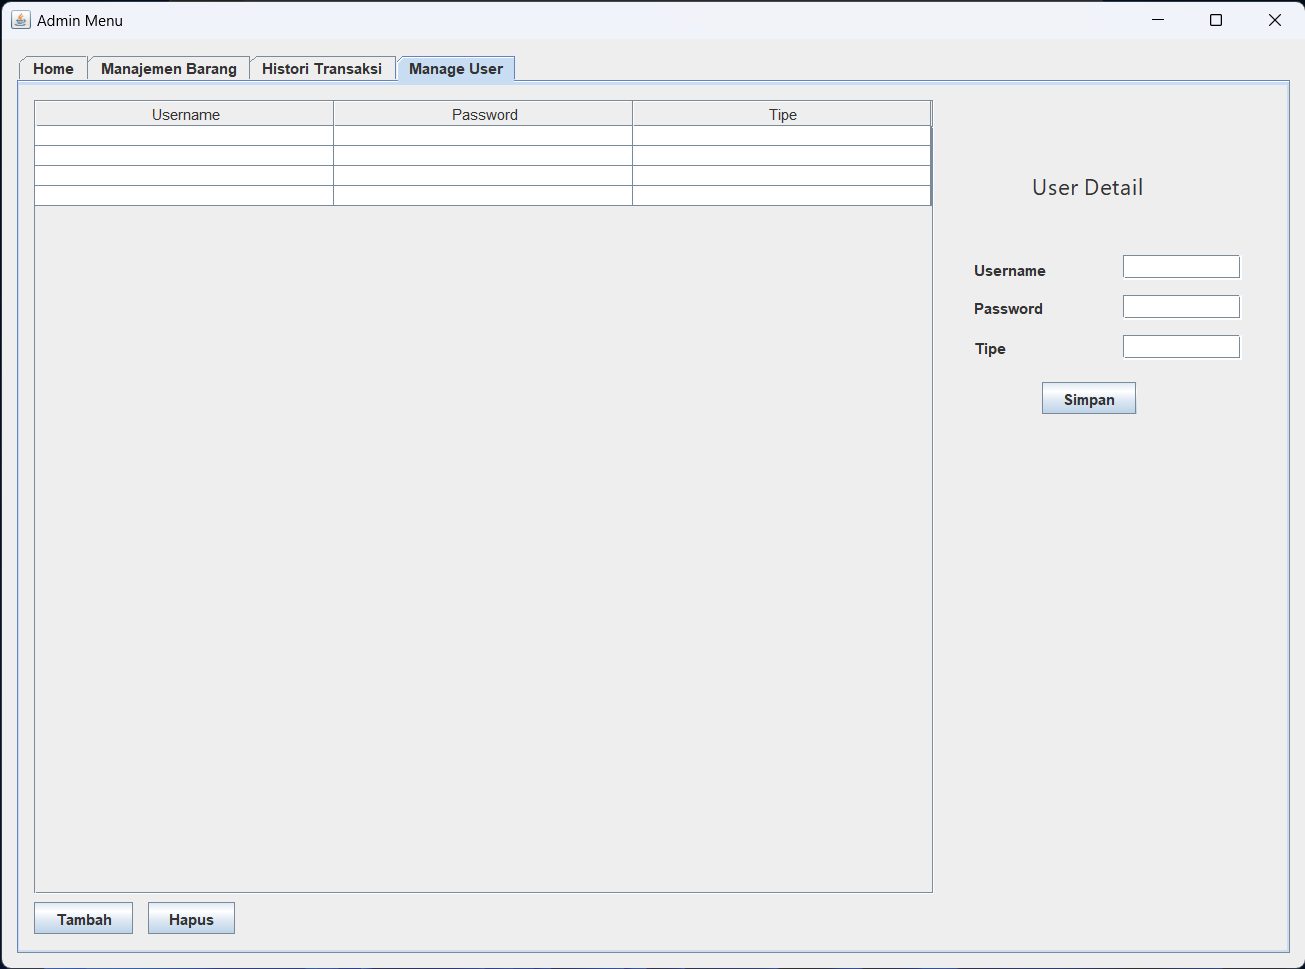 Admin Menu
Home Manajemen Barang Histori Transaksi Manage User
Username Password Tipe
User Detail
Username
Password
Tipe
Simpan
Tambah Hapus